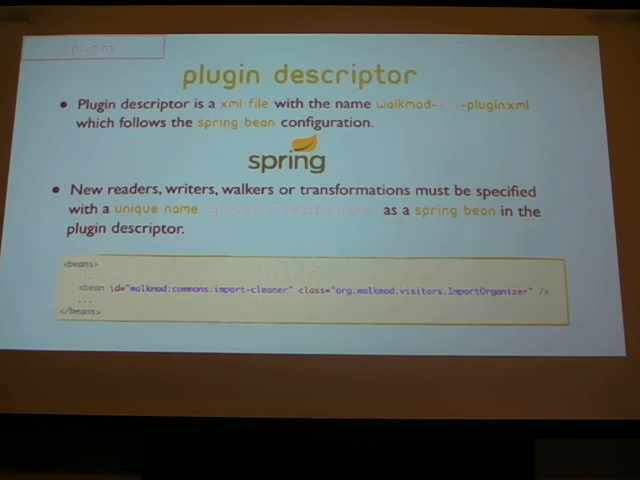 plugins
plugin descriptor
• Plugin descriptor is a xml file with the name walkmod- -plugin.xml
which follows the spring bean configuration.
spring
• New readers, writers, walkers or transformations must be specified
with a unique name as a spring bean in the
plugin descriptor.
<beans>
...
<bean id="walkmod:commons:import-cleaner" class="org.walkmod.visitors.ImportOrganizer" />
...
</beans>